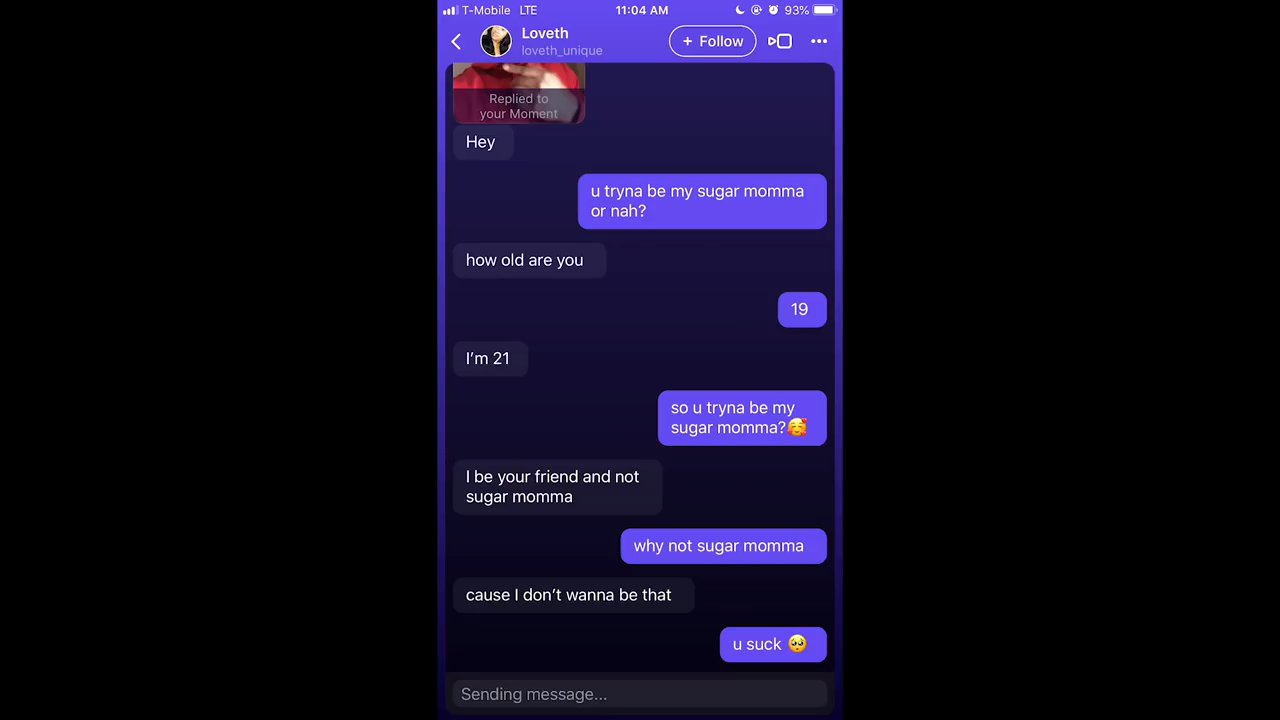 T-Mobile LTE 11:04 AM 93%
Loveth
loveth_unique
+ Follow
Replied to
your Moment
Hey
u tryna be my sugar momma
or nah?
how old are you
19
I'm 21
so u tryna be my
sugar momma?🥰
I be your friend and not
sugar momma
why not sugar momma
cause I don't wanna be that
u suck 🥺
Sending message...